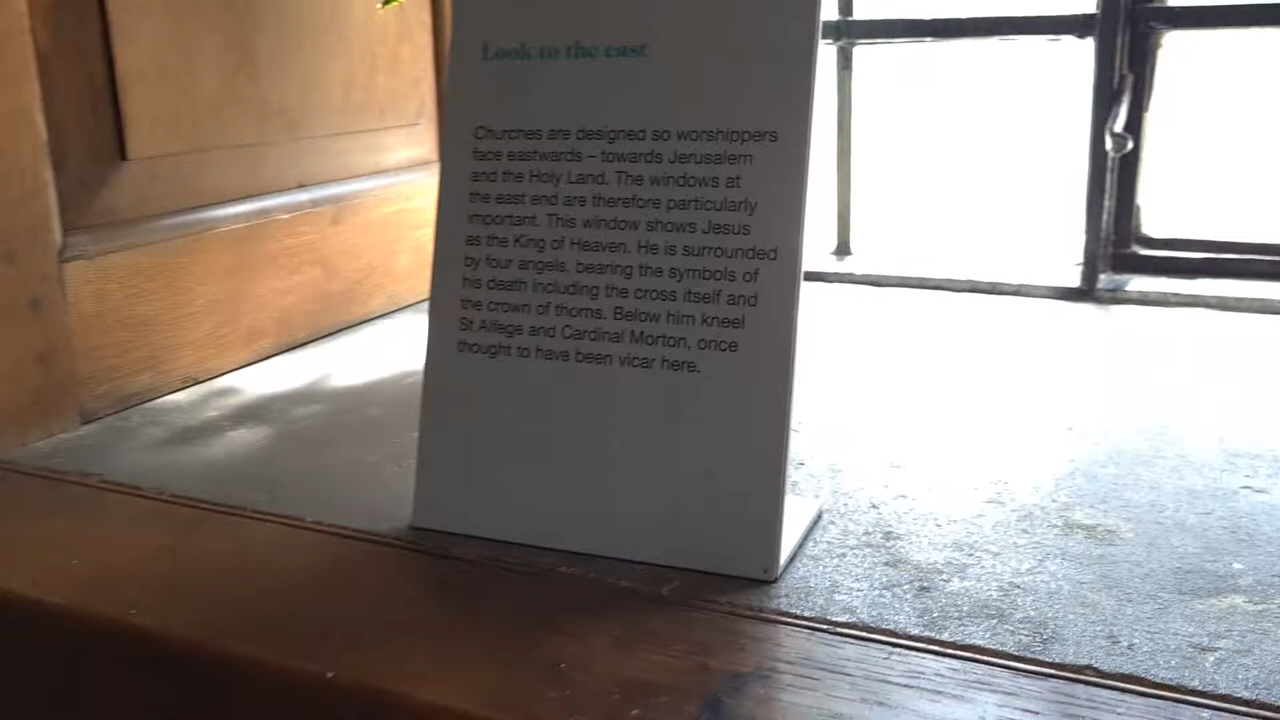 Look to the east
Churches are designed so worshippers
face eastwards – towards Jerusalem
and the Holy Land. The windows at
the east end are therefore particularly
important. This window shows Jesus
as the King of Heaven. He is surrounded
by four angels, bearing the symbols of
his death including the cross itself and
the crown of thorns. Below him kneel
St Alfege and Cardinal Morton, once
thought to have been vicar here.